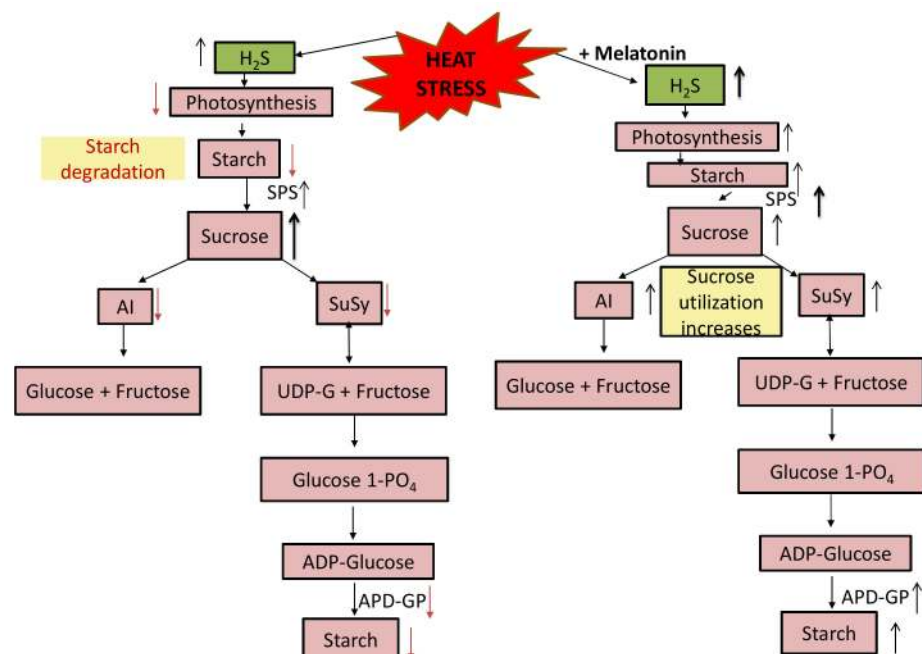 HEAT
STRESS
H₂S
Photosynthesis
Starch
degradation
Starch
SPS
Sucrose
AI
SuSy
Glucose + Fructose
UDP-G + Fructose
Glucose 1-PO₄
ADP-Glucose
APD-GP
Starch
+ Melatonin
H₂S
Photosynthesis
Starch
SPS
Sucrose
AI
Sucrose
utilization
increases
SuSy
Glucose + Fructose
UDP-G + Fructose
Glucose 1-PO₄
ADP-Glucose
APD-GP
Starch